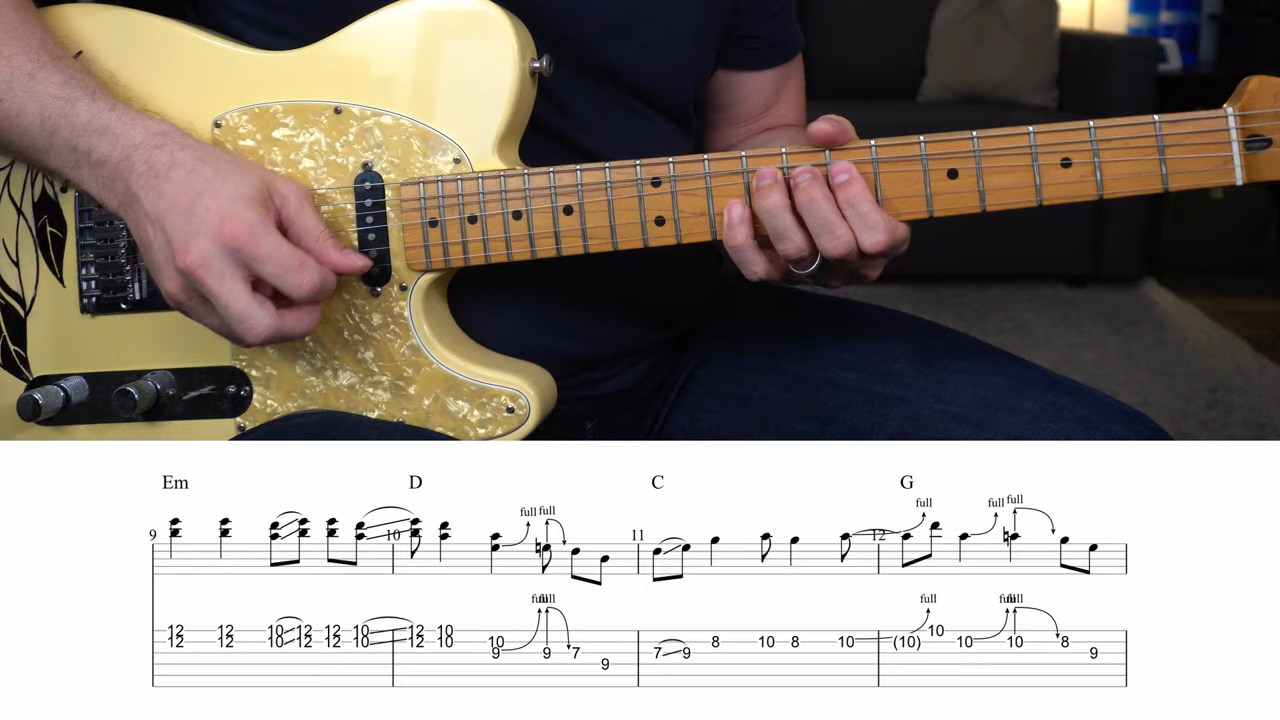 Em D C G
full full full full full
9 10 11 12
full full full full full
12 12 10 12 12 10 12 10 10
12 12 10 12 12 10 12 10 10 8 10 8 10 (10) 10 10 8
9 9 7 7 9 9
9